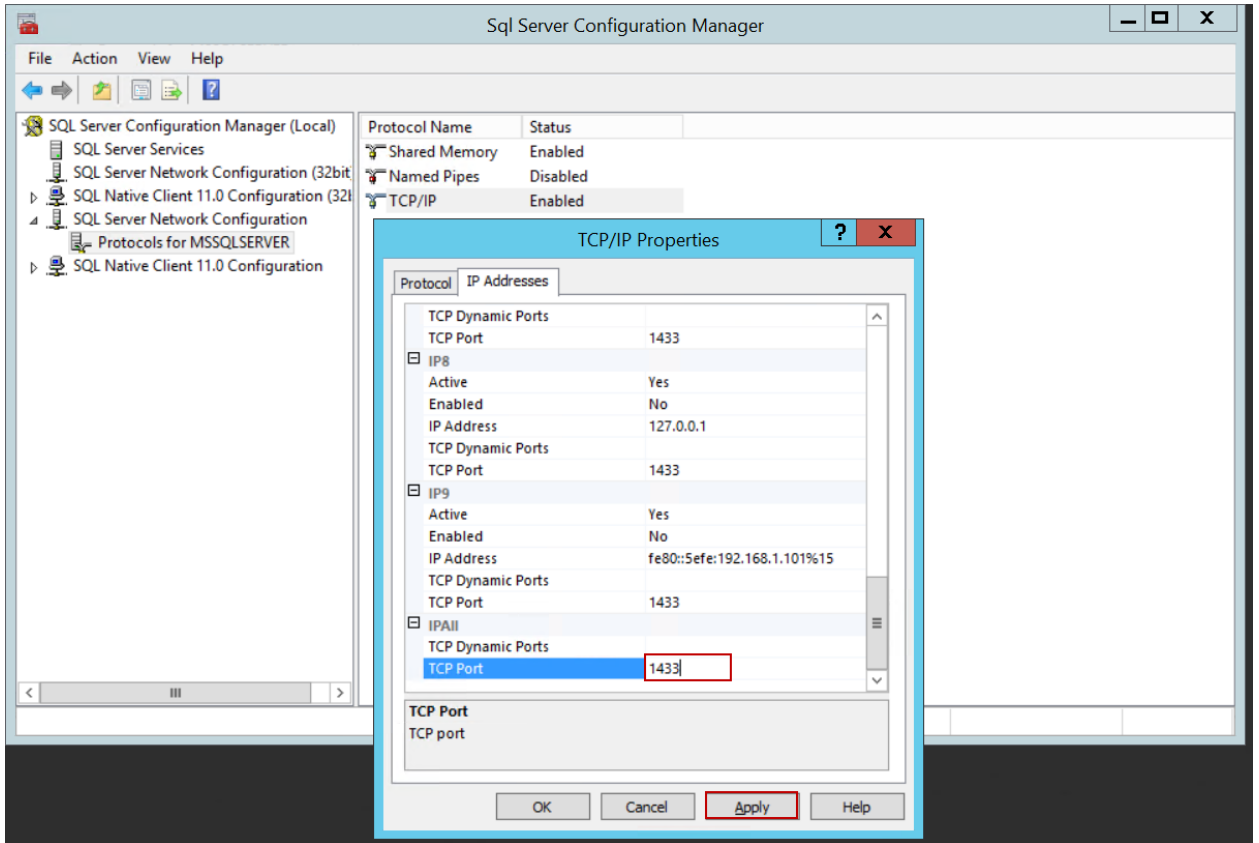 Sql Server Configuration Manager
File Action View Help
SQL Server Configuration Manager (Local)
SQL Server Services
SQL Server Network Configuration (32bit
SQL Native Client 11.0 Configuration (32b
SQL Server Network Configuration
Protocols for MSSQLSERVER
SQL Native Client 11.0 Configuration
Protocol Name Status
Shared Memory Enabled
Named Pipes Disabled
TCP/IP Enabled
TCP/IP Properties
Protocol IP Addresses
TCP Dynamic Ports
TCP Port 1433
IP8
Active Yes
Enabled No
IP Address 127.0.0.1
TCP Dynamic Ports
TCP Port 1433
IP9
Active Yes
Enabled No
IP Address fe80::5efe:192.168.1.101%15
TCP Dynamic Ports
TCP Port 1433
IPAll
TCP Dynamic Ports
TCP Port 1433
TCP Port
TCP port
OK Cancel Apply Help